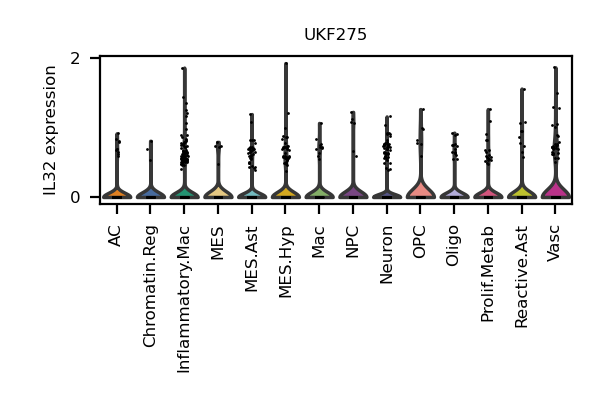 UKF275
IL32 expression
2
0
AC
Chromatin.Reg
Inflammatory.Mac
MES
MES.Ast
MES.Hyp
Mac
NPC
Neuron
OPC
Oligo
Prolif.Metab
Reactive.Ast
Vasc